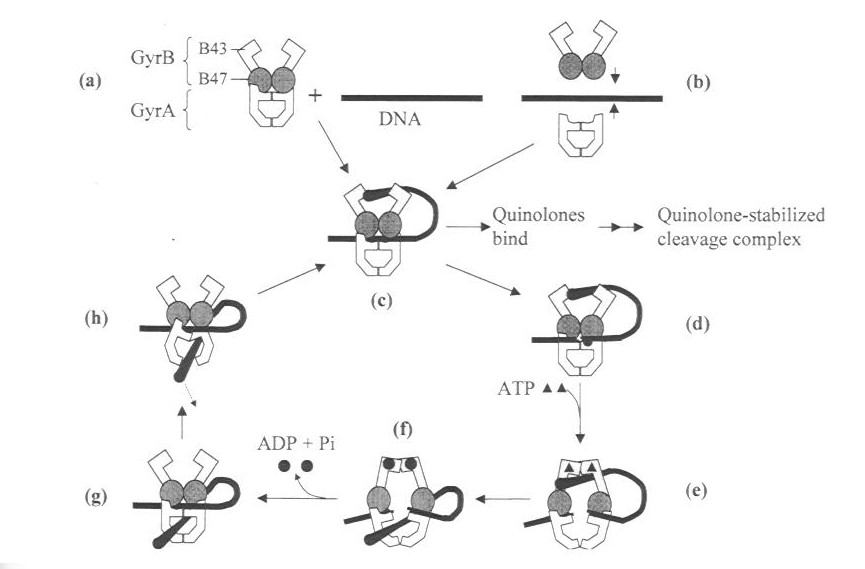 (a)
GyrB
B43
B47
GyrA
+
DNA
(b)
(c)
Quinolones
bind
Quinolone-stabilized
cleavage complex
(d)
ATP
(e)
(f)
ADP + Pi
(g)
(h)